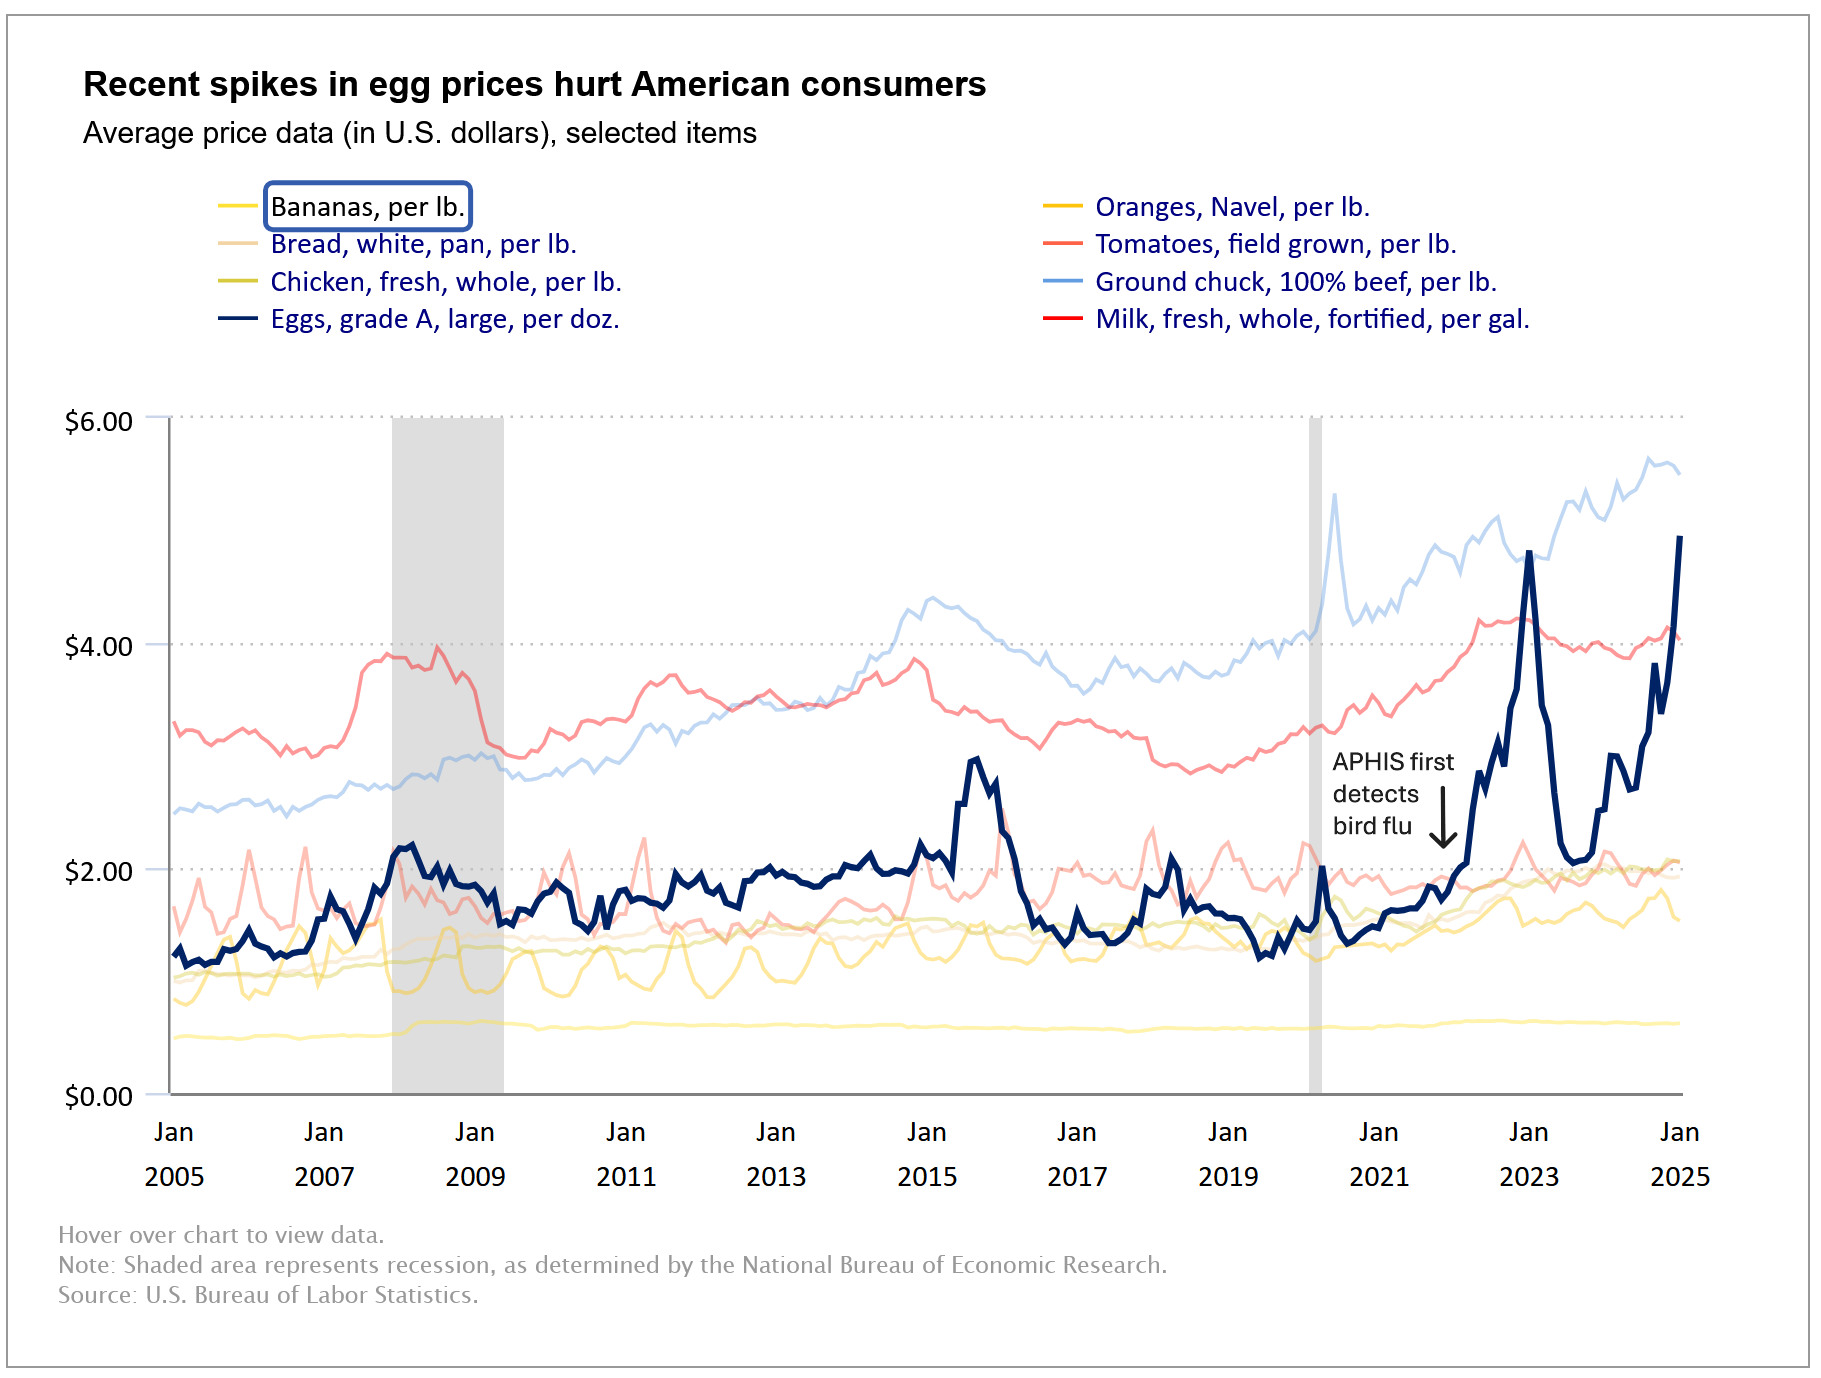 Recent spikes in egg prices hurt American consumers
Average price data (in U.S. dollars), selected items
Bananas, per lb.
Bread, white, pan, per lb.
Chicken, fresh, whole, per lb.
Eggs, grade A, large, per doz.
Oranges, Navel, per lb.
Tomatoes, field grown, per lb.
Ground chuck, 100% beef, per lb.
Milk, fresh, whole, fortified, per gal.
$6.00
$4.00
$2.00
$0.00
APHIS first
detects
bird flu
Jan Jan Jan Jan Jan Jan Jan Jan Jan Jan Jan
2005 2007 2009 2011 2013 2015 2017 2019 2021 2023 2025
Hover over chart to view data.
Note: Shaded area represents recession, as determined by the National Bureau of Economic Research.
Source: U.S. Bureau of Labor Statistics.